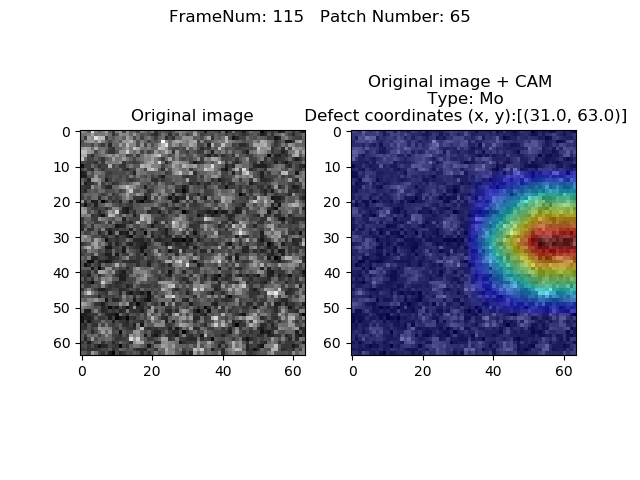 FrameNum: 115   Patch Number: 65
Original image
Original image + CAM
Type: Mo
Defect coordinates (x, y):[(31.0, 63.0)]
0
10
20
30
40
50
60
0 20 40 60
0
10
20
30
40
50
60
0 20 40 60